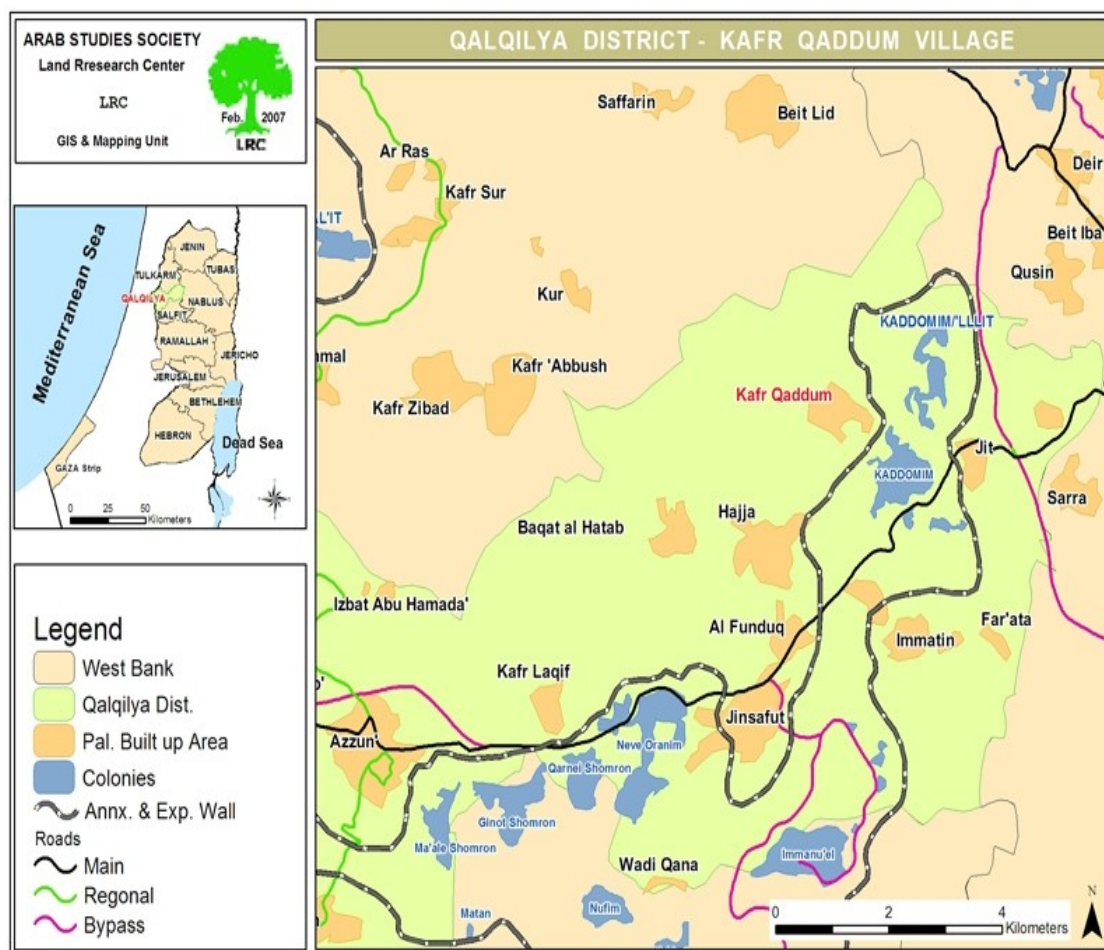 ARAB STUDIES SOCIETY
Land Rresearch Center
LRC
GIS & Mapping Unit
Feb. 2007
LRC
QALQILYA DISTRICT - KAFR QADDUM VILLAGE
Mediterranean Sea
JENIN
TULKARM
TUBAS
QALQILYA
NABLUS
SALFIT
RAMALLAH
JERICHO
JERUSALEM
BETHLEHEM
HEBRON
Dead Sea
GAZA Strip
0 25 50
Kilometers
Legend
West Bank
Qalqilya Dist.
Pal. Built up Area
Colonies
Annx. & Exp. Wall
Roads
Main
Regonal
Bypass
Saffarin
Beit Lid
Ar Ras
Deir
Kafr Sur
AL'IT
Beit Iba
Qusin
Kur
KADDOMIM/'LLLIT
mmal
Kafr 'Abbush
Kafr Qaddum
Kafr Zibad
Jit
KADDOMIM
Sarra
Hajja
Baqat al Hatab
Izbat Abu Hamada'
Far'ata
Al Funduq
Immatin
Kafr Laqif
Jinsafut
Azzun'
Neve Oranim
Qarnei Shomron
Ginot Shomron
Ma'ale Shomron
Immanu'el
Wadi Qana
Nufim
Matan
0 2 4
Kilometers
N